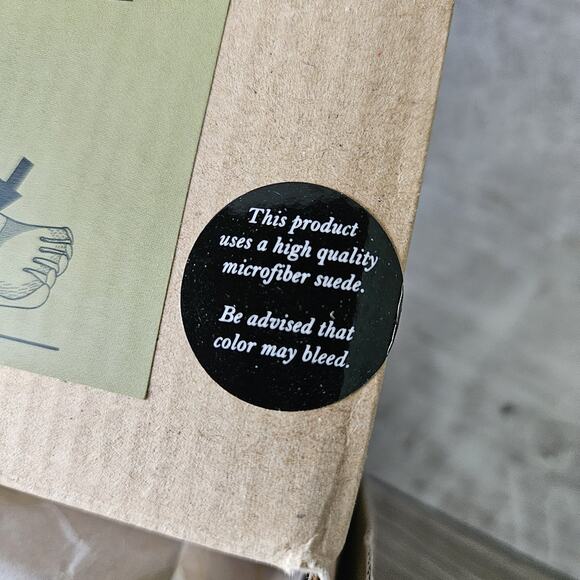 This product
uses a high quality
microfiber suede.
Be advised that
color may bleed.